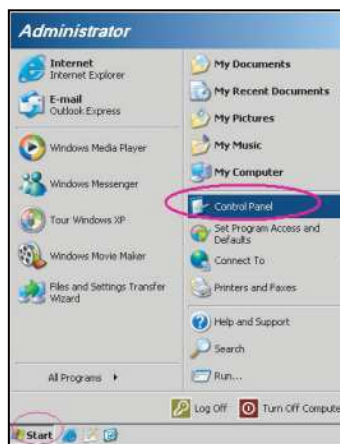 Administrator
Internet
Internet Explorer
E-mail
Outlook Express
Windows Media Player
Windows Messenger
Tour Windows XP
Windows Movie Maker
Files and Settings Transfer
Wizard
All Programs
My Documents
My Recent Documents
My Pictures
My Music
My Computer
Control Panel
Set Program Access and
Defaults
Connect To
Printers and Faxes
Help and Support
Search
Run...
Log Off
Turn Off Compute
Start